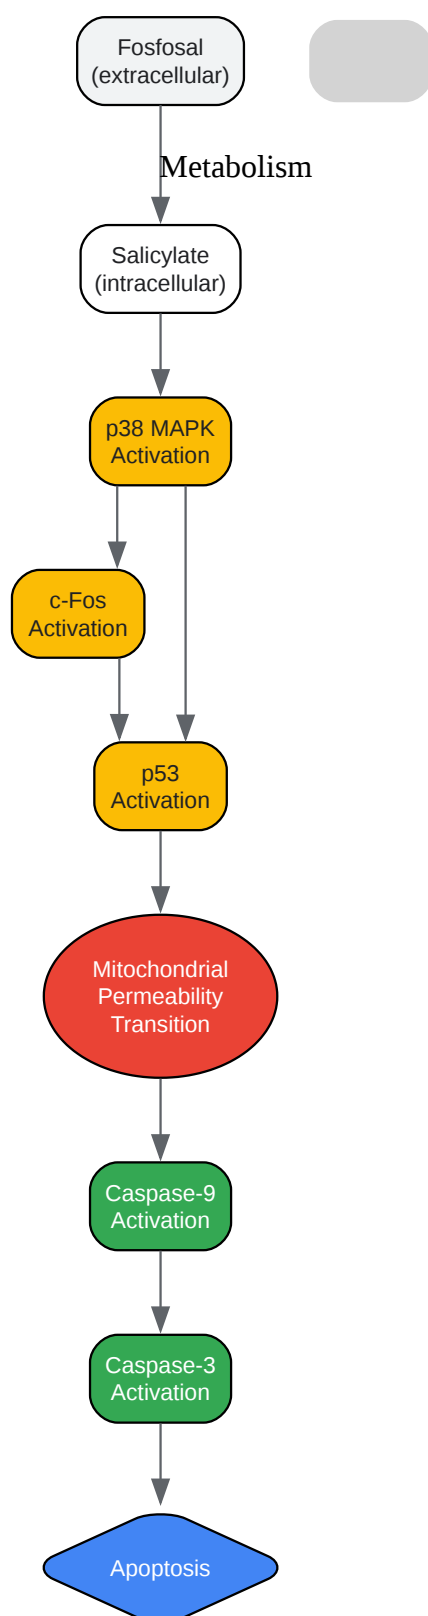 Fosfosal
(extracellular)
Metabolism
Salicylate
(intracellular)
p38 MAPK
Activation
c-Fos
Activation
p53
Activation
Mitochondrial
Permeability
Transition
Caspase-9
Activation
Caspase-3
Activation
Apoptosis